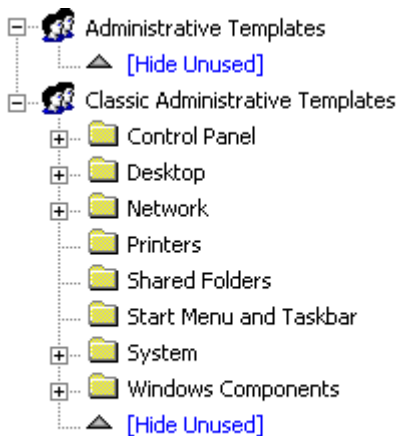 Administrative Templates
[Hide Unused]
Classic Administrative Templates
Control Panel
Desktop
Network
Printers
Shared Folders
Start Menu and Taskbar
System
Windows Components
[Hide Unused]